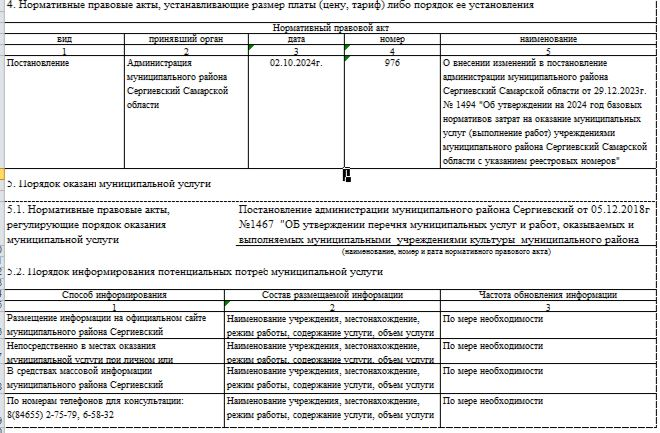 4. Нормативные правовые акты, устанавливающие размер платы (цену, тариф) либо порядок ее установления
Нормативный правовой акт
вид принявший орган дата номер наименование
1 2 3 4 5
Постановление Администрация 02.10.2024г. 976 О внесении изменений в постановление
муниципального района администрации муниципального района
Сергиевский Самарской Сергиевский Самарской области от 29.12.2023г.
области № 1494 "Об утверждении на 2024 год базовых
нормативов затрат на оказание муниципальных
услуг (выполнение работ) учреждениями
муниципального района Сергиевский Самарской
области с указанием реестровых номеров"
5. Порядок оказани муниципальной услуги
5.1. Нормативные правовые акты, Постановление администрации муниципального района Сергиевский от 05.12.2018г
регулирующие порядок оказания №1467 "ОБ утверждении перечня муниципальных услуг и работ, оказываемых и
муниципальной услуги выполняемых муниципальными учреждениями культуры муниципального района
(наименование, номер и дата нормативного правового акта)
5.2. Порядок информирования потенциальных потреб муниципальной услуги
Способ информирования Состав размещаемой информации Частота обновления информации
1 2 3
Размещение информации на официальном сайте Наименование учреждения, местонахождение, По мере необходимости
муниципального района Сергиевский режим работы, содержание услуги, объем услуги
Непосредственно в местах оказания Наименование учреждения, местонахождение, По мере необходимости
муниципальной услуги при личном или режим работы, содержание услуги, объем услуги
В средствах массовой информации Наименование учреждения, местонахождение, По мере необходимости
муниципального района Сергиевский режим работы, содержание услуги, объем услуги
По номерам телефонов для консультации: Наименование учреждения, местонахождение, По мере необходимости
8(84655) 2-75-79, 6-58-32 режим работы, содержание услуги, объем услуги